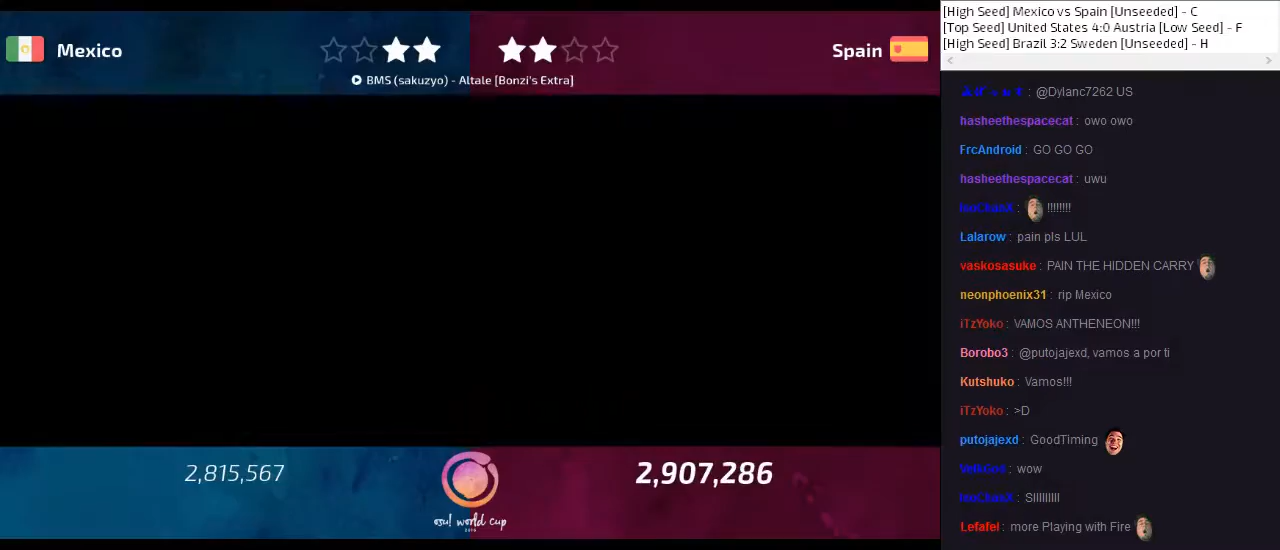 Mexico
Spain
BMS (sakuzyo) - Altale [Bonzi's Extra]
2,815,567
2,907,286
osu! world cup
[High Seed] Mexico vs Spain [Unseeded] - C
[Top Seed] United States 4:0 Austria [Low Seed] - F
[High Seed] Brazil 3:2 Sweden [Unseeded] - H
: @Dylanc7262 US
hasheethespacecat : owo owo
FrcAndroid : GO GO GO
hasheethespacecat : uwu
: !!!!!!!!
Lalarow : pain pls LUL
vaskosasuke : PAIN THE HIDDEN CARRY
neonphoenix31 : rip Mexico
iTzYoko : VAMOS ANTHENEON!!!
Borobo3 : @putojajexd, vamos a por ti
Kutshuko : Vamos!!!
iTzYoko : >D
putojajexd : GoodTiming
: wow
: SIIIIIIIII
Lefafel : more Playing with Fire